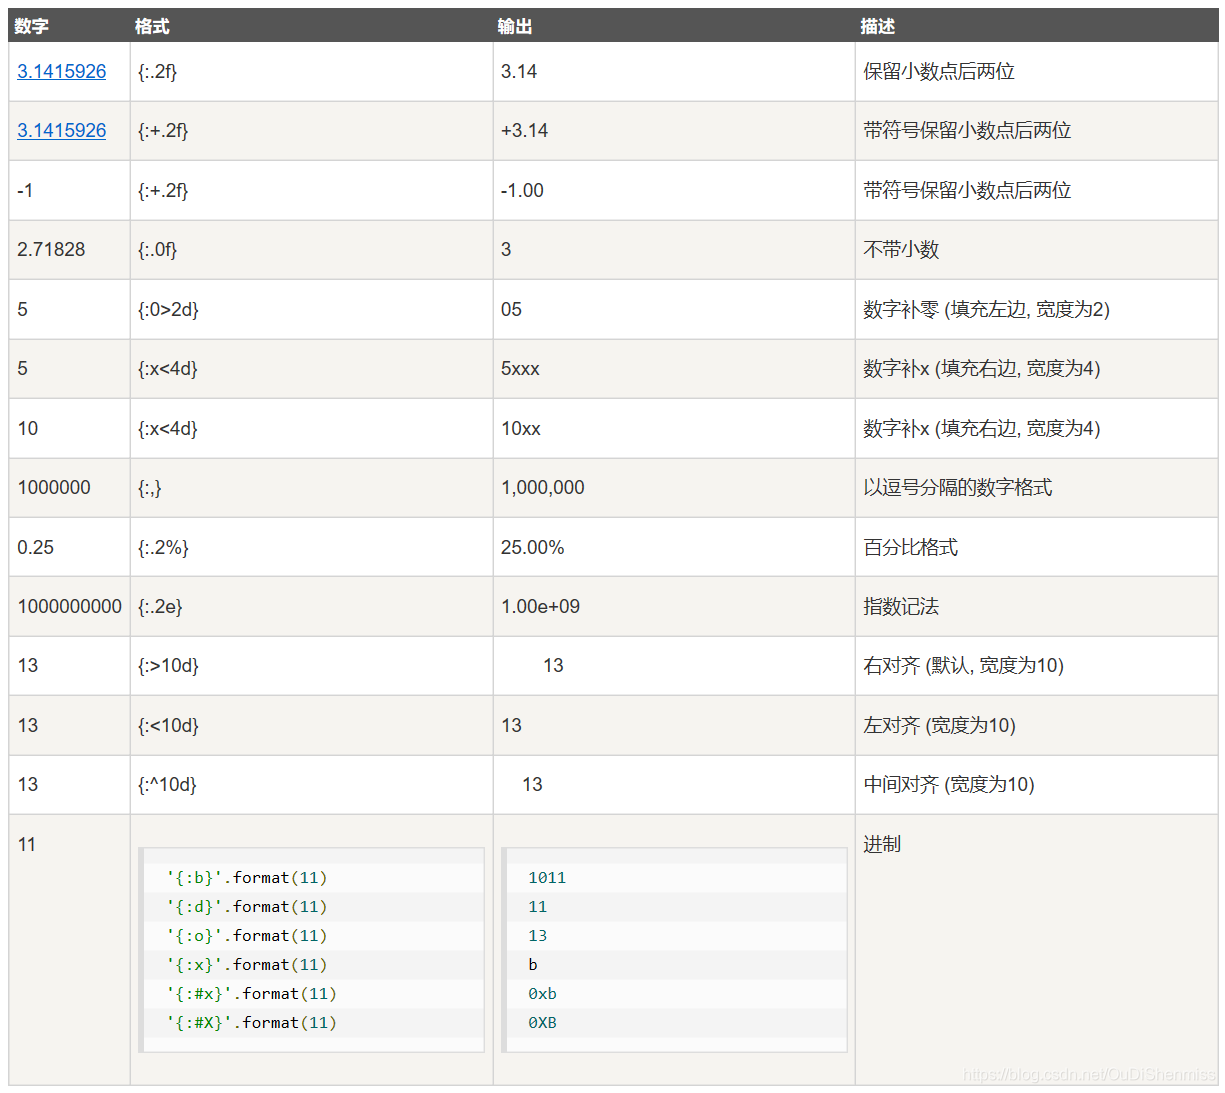 数字 格式 输出 描述
3.1415926 {:.2f} 3.14 保留小数点后两位
3.1415926 {:+.2f} +3.14 带符号保留小数点后两位
-1 {:+.2f} -1.00 带符号保留小数点后两位
2.71828 {:.0f} 3 不带小数
5 {:0>2d} 05 数字补零 (填充左边, 宽度为2)
5 {:x<4d} 5xxx 数字补x (填充右边, 宽度为4)
10 {:x<4d} 10xx 数字补x (填充右边, 宽度为4)
1000000 {:,} 1,000,000 以逗号分隔的数字格式
0.25 {:.2%} 25.00% 百分比格式
1000000000 {:.2e} 1.00e+09 指数记法
13 {:>10d} 13 右对齐 (默认, 宽度为10)
13 {:<10d} 13 左对齐 (宽度为10)
13 {:^10d} 13 中间对齐 (宽度为10)
11 进制
'{:b}'.format(11) 1011
'{:d}'.format(11) 11
'{:o}'.format(11) 13
'{:x}'.format(11) b
'{:#x}'.format(11) 0xb
'{:#X}'.format(11) 0XB
https://blog.csdn.net/OuDiShenmiss